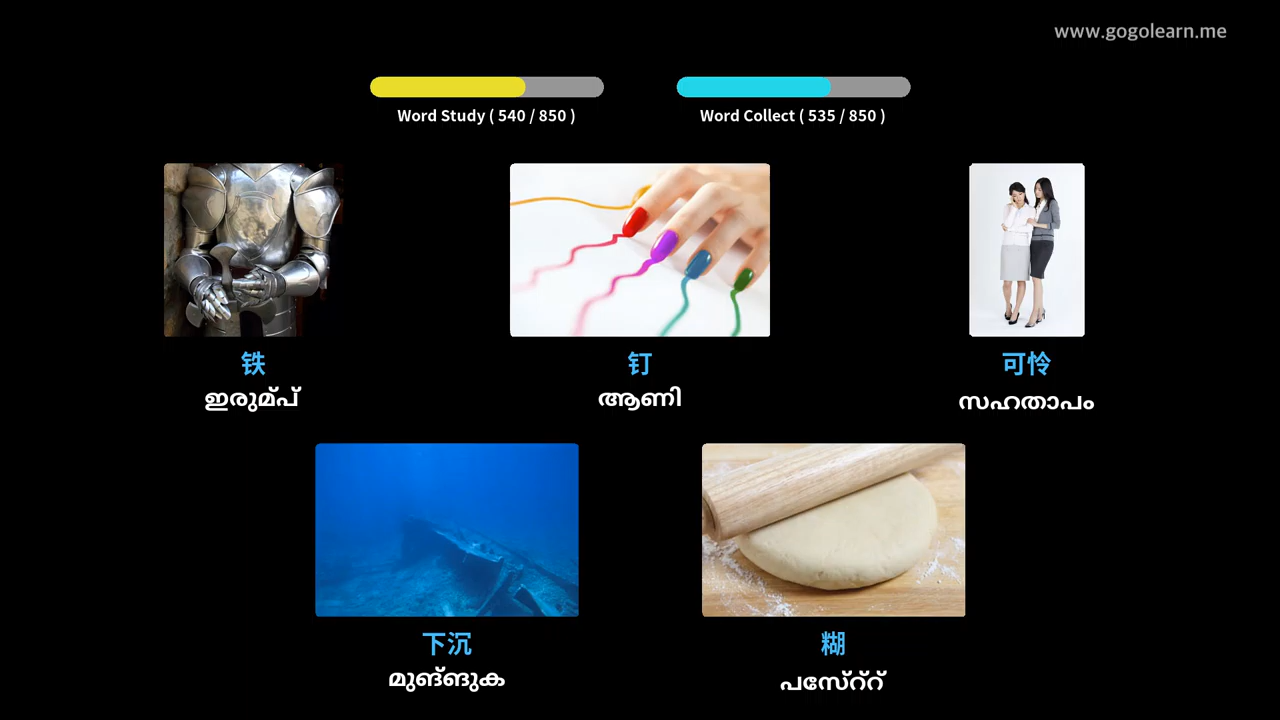 www.gogolearn.me
Word Study ( 540 / 850 )
Word Collect ( 535 / 850 )
铁
ഇരുമ്പ്
钉
ആണി
可怜
സഹതാപം
下沉
മുങ്ങുക
糊
പസ്റ്റേ്